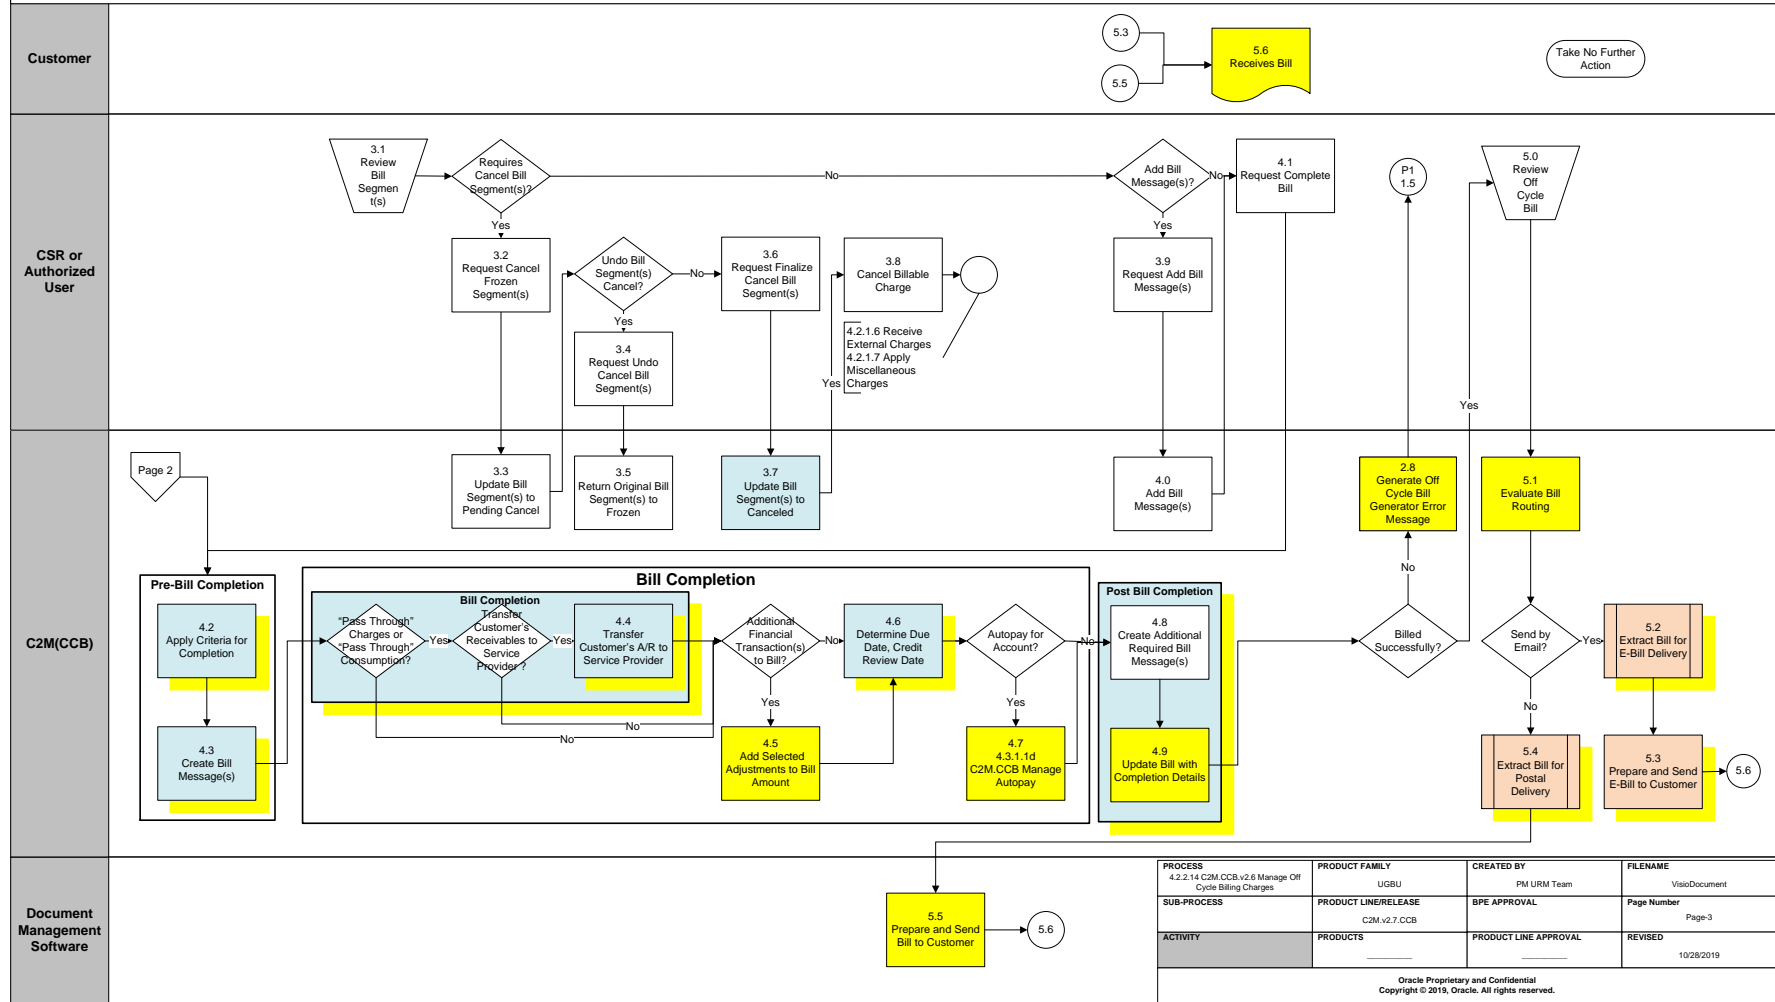 Customer
5.3
5.5
5.6
Receives Bill
Take No Further
Action
CSR or
Authorized
User
3.1
Review
Bill
Segmen
t(s)
Requires
Cancel Bill
Segment(s)?
No
Yes
3.2
Request Cancel
Frozen
Segment(s)
Undo Bill
Segment(s)
Cancel?
No
Yes
3.4
Request Undo
Cancel Bill
Segment(s)
3.6
Request Finalize
Cancel Bill
Segment(s)
3.8
Cancel Billable
Charge
4.2.1.6 Receive
External Charges
4.2.1.7 Apply
Miscellaneous
Charges
Yes
Add Bill
Message(s)?
No
Yes
3.9
Request Add Bill
Message(s)
4.1
Request Complete
Bill
P1
1.5
5.0
Review
Off
Cycle
Bill
Yes
C2M(CCB)
Page 2
3.3
Update Bill
Segment(s) to
Pending Cancel
3.5
Return Original Bill
Segment(s) to
Frozen
3.7
Update Bill
Segment(s) to
Canceled
4.0
Add Bill
Message(s)
2.8
Generate Off
Cycle Bill
Generator Error
Message
5.1
Evaluate Bill
Routing
Pre-Bill Completion
4.2
Apply Criteria for
Completion
4.3
Create Bill
Message(s)
Bill Completion
Bill Completion
"Pass Through"
Charges or
"Pass Through"
Consumption?
Yes
Transfer
Customer's
Receivables to
Service
Provider ?
Yes
4.4
Transfer
Customer's A/R to
Service Provider
No
No
Additional
Financial
Transaction(s)
to Bill?
No
Yes
4.5
Add Selected
Adjustments to Bill
Amount
4.6
Determine Due
Date, Credit
Review Date
Autopay for
Account?
No
Yes
4.7
4.3.1.1d
C2M.CCB Manage
Autopay
Post Bill Completion
4.8
Create Additional
Required Bill
Message(s)
4.9
Update Bill with
Completion Details
No
Billed
Successfully?
Send by
Email?
Yes
No
5.2
Extract Bill for
E-Bill Delivery
5.3
Prepare and Send
E-Bill to Customer
5.6
5.4
Extract Bill for
Postal
Delivery
Document
Management
Software
5.5
Prepare and Send
Bill to Customer
5.6
PROCESS
4.2.2.14 C2M.CCB.v2.6 Manage Off
Cycle Billing Charges
PRODUCT FAMILY
UGBU
CREATED BY
PM URM Team
FILENAME
VisioDocument
SUB-PROCESS
PRODUCT LINE/RELEASE
C2M.v2.7.CCB
BPE APPROVAL
Page Number
Page-3
ACTIVITY
PRODUCTS
PRODUCT LINE APPROVAL
REVISED
10/28/2019
Oracle Proprietary and Confidential
Copyright © 2019, Oracle. All rights reserved.